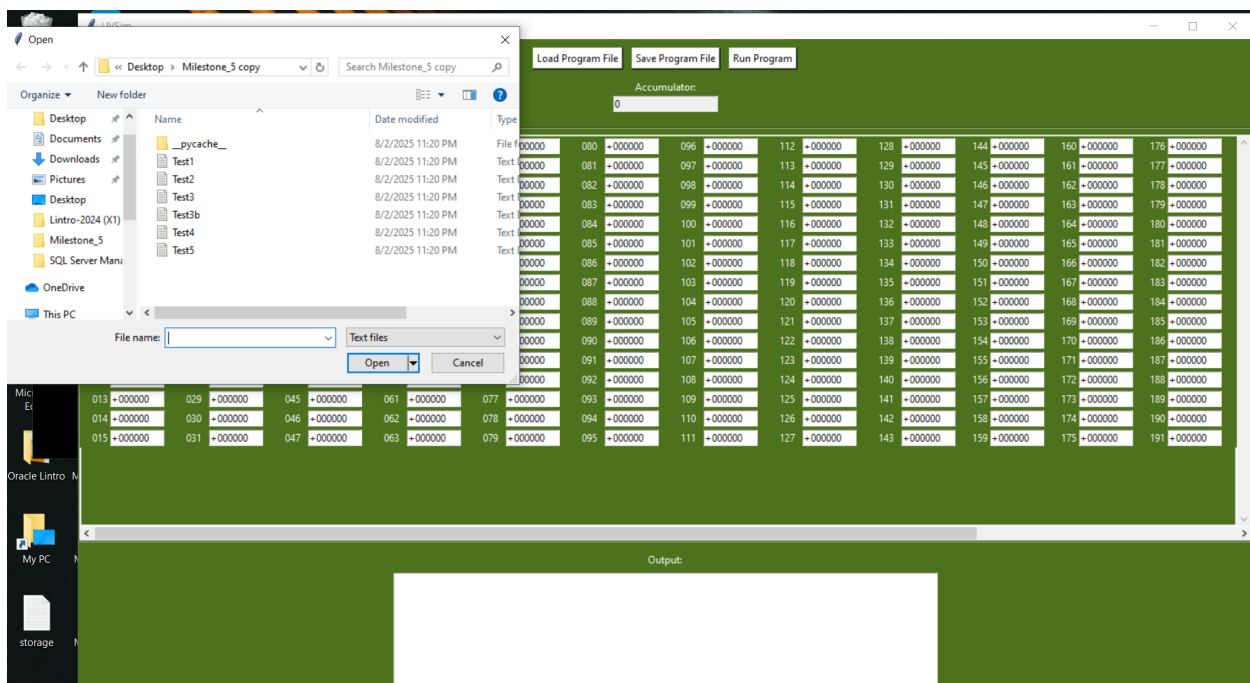 UVSim
Open
Desktop > Milestone_5 copy
Search Milestone_5 copy
Organize
New folder
Name
Date modified
Type
Desktop
Documents
Downloads
Pictures
Desktop
Lintro-2024 (X1)
Milestone_5
SQL Server Mana
OneDrive
This PC
__pycache__ 8/2/2025 11:20 PM File f
Test1 8/2/2025 11:20 PM Text
Test2 8/2/2025 11:20 PM Text
Test3 8/2/2025 11:20 PM Text
Test3b 8/2/2025 11:20 PM Text
Test4 8/2/2025 11:20 PM Text
Test5 8/2/2025 11:20 PM Text
File name:
Text files
Open
Cancel
Load Program File
Save Program File
Run Program
Accumulator:
0
00000 080 +000000 096 +000000 112 +000000 128 +000000 144 +000000 160 +000000 176 +000000
00000 081 +000000 097 +000000 113 +000000 129 +000000 145 +000000 161 +000000 177 +000000
00000 082 +000000 098 +000000 114 +000000 130 +000000 146 +000000 162 +000000 178 +000000
00000 083 +000000 099 +000000 115 +000000 131 +000000 147 +000000 163 +000000 179 +000000
00000 084 +000000 100 +000000 116 +000000 132 +000000 148 +000000 164 +000000 180 +000000
00000 085 +000000 101 +000000 117 +000000 133 +000000 149 +000000 165 +000000 181 +000000
00000 086 +000000 102 +000000 118 +000000 134 +000000 150 +000000 166 +000000 182 +000000
00000 087 +000000 103 +000000 119 +000000 135 +000000 151 +000000 167 +000000 183 +000000
00000 088 +000000 104 +000000 120 +000000 136 +000000 152 +000000 168 +000000 184 +000000
00000 089 +000000 105 +000000 121 +000000 137 +000000 153 +000000 169 +000000 185 +000000
00000 090 +000000 106 +000000 122 +000000 138 +000000 154 +000000 170 +000000 186 +000000
00000 091 +000000 107 +000000 123 +000000 139 +000000 155 +000000 171 +000000 187 +000000
00000 092 +000000 108 +000000 124 +000000 140 +000000 156 +000000 172 +000000 188 +000000
013 +000000 029 +000000 045 +000000 061 +000000 077 +000000 093 +000000 109 +000000 125 +000000 141 +000000 157 +000000 173 +000000 189 +000000
014 +000000 030 +000000 046 +000000 062 +000000 078 +000000 094 +000000 110 +000000 126 +000000 142 +000000 158 +000000 174 +000000 190 +000000
015 +000000 031 +000000 047 +000000 063 +000000 079 +000000 095 +000000 111 +000000 127 +000000 143 +000000 159 +000000 175 +000000 191 +000000
Oracle Lintro
My PC
storage
Output: